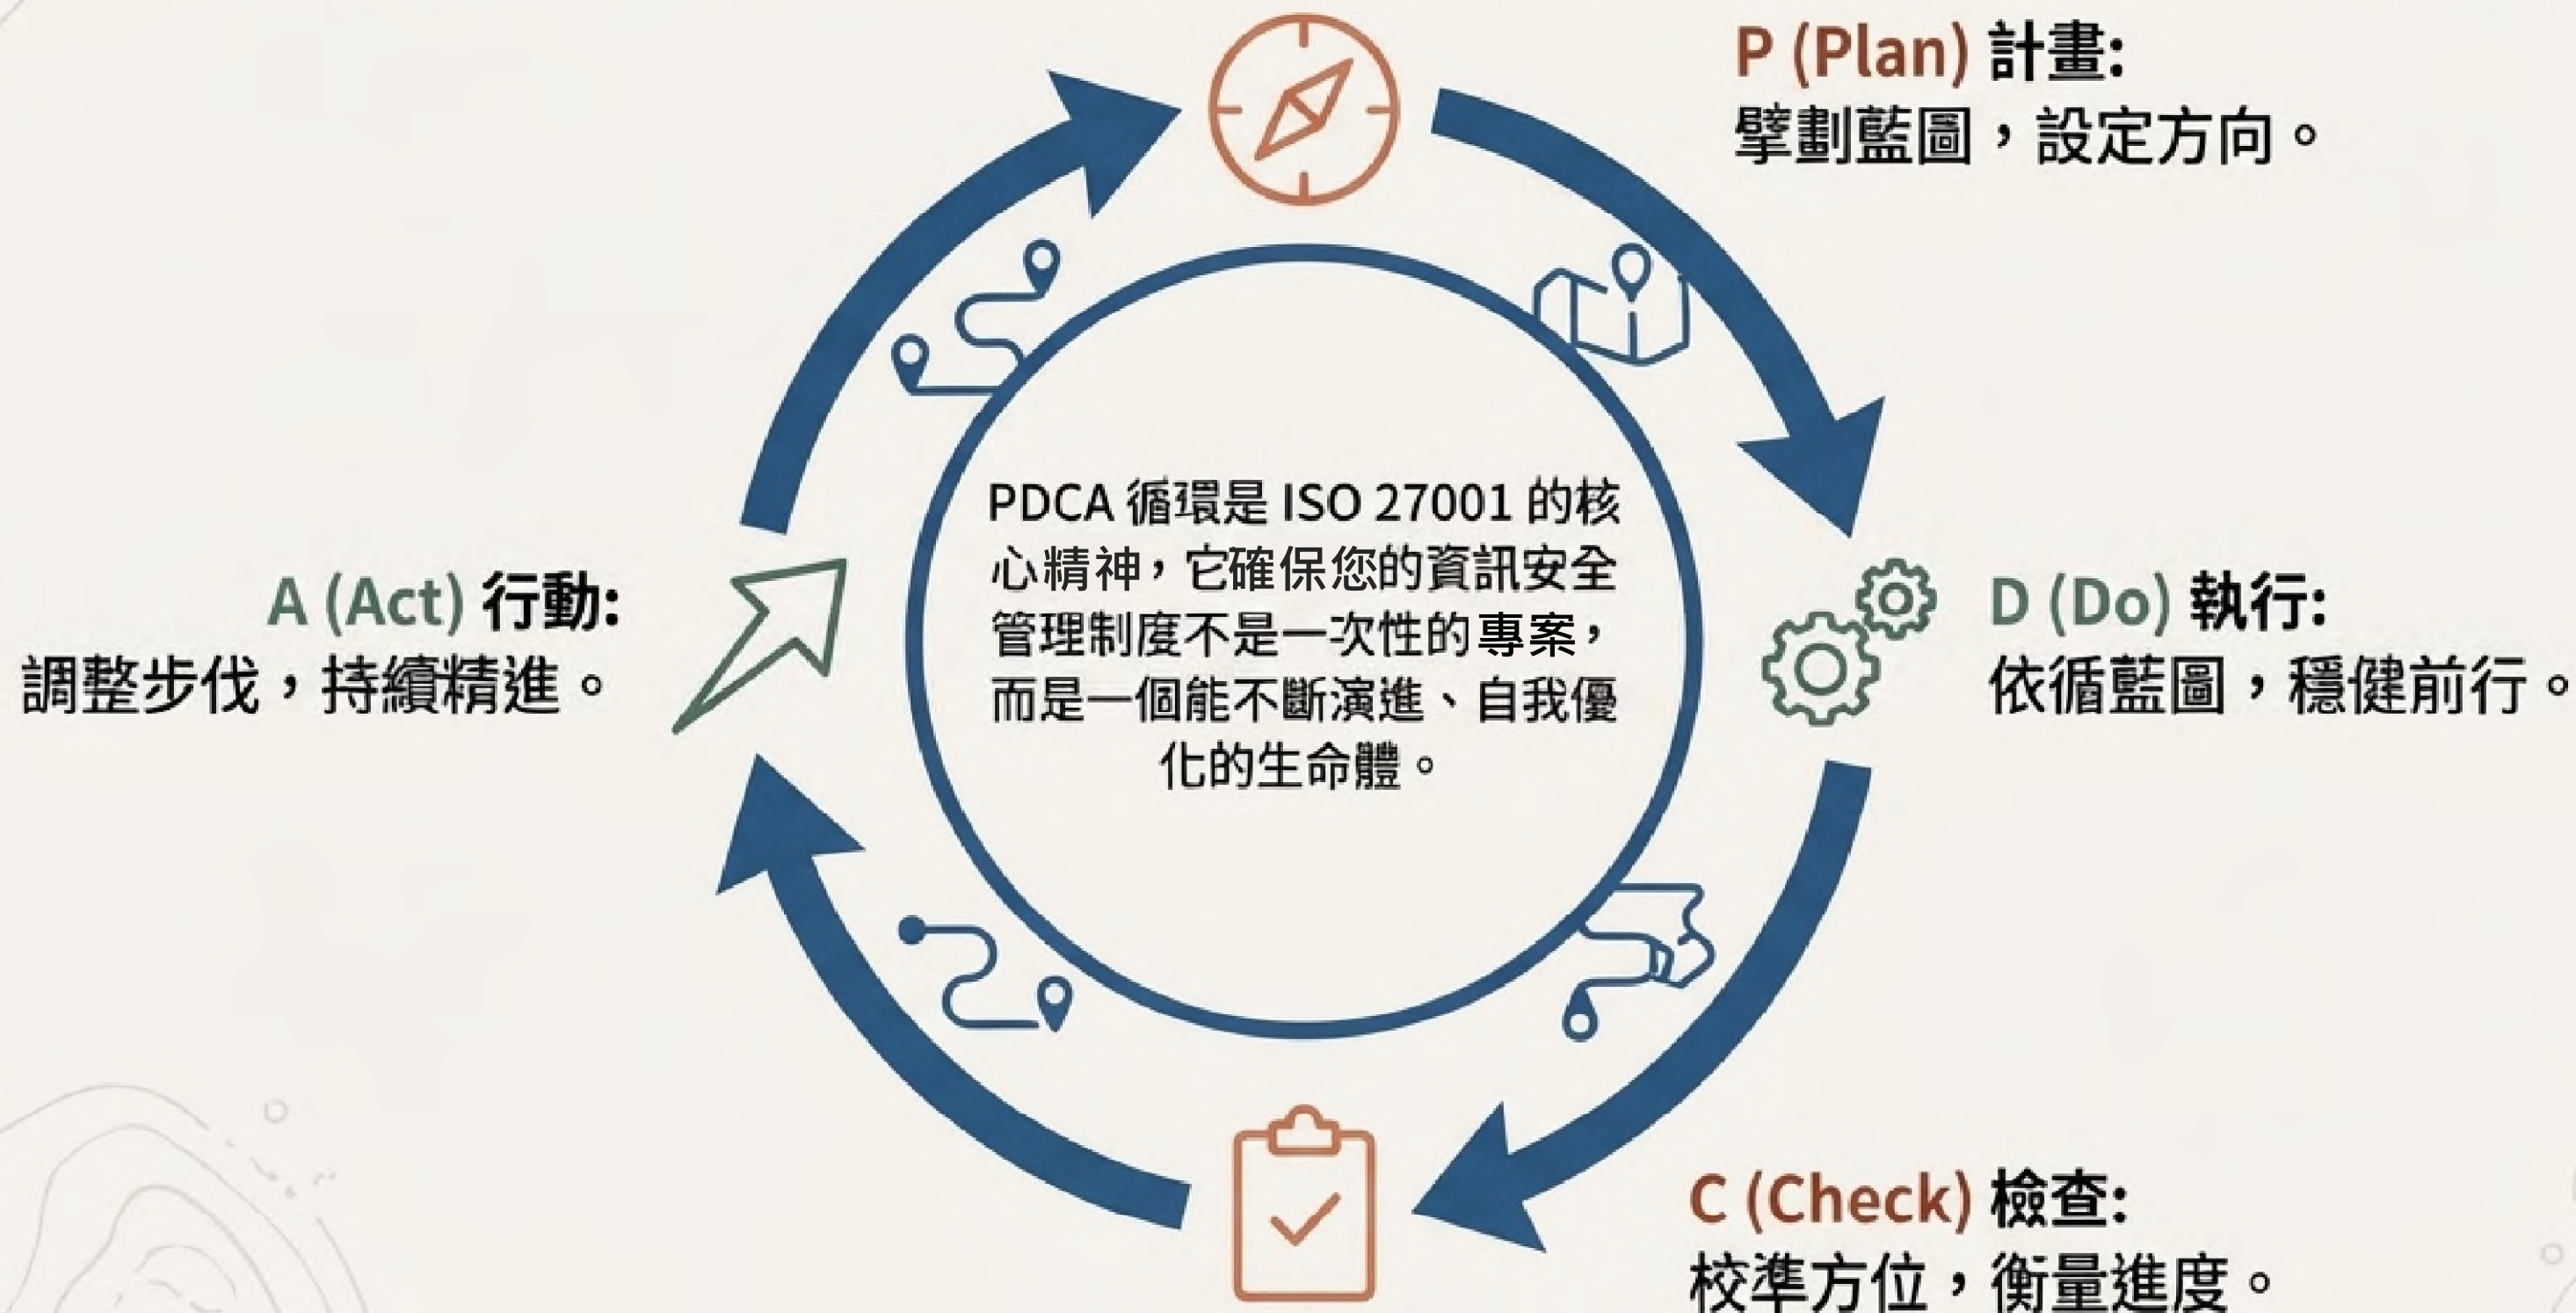 P (Plan) 計畫:
擘劃藍圖，設定方向。
PDCA 循環是 ISO 27001 的核
心精神，它確保您的資訊安全
管理制度不是一次性的專案，
而是一個能不斷演進、自我優
化的生命體。
A (Act) 行動:
調整步伐，持續精進。
D (Do) 執行:
依循藍圖，穩健前行。
C (Check) 檢查:
校準方位，衡量進度。